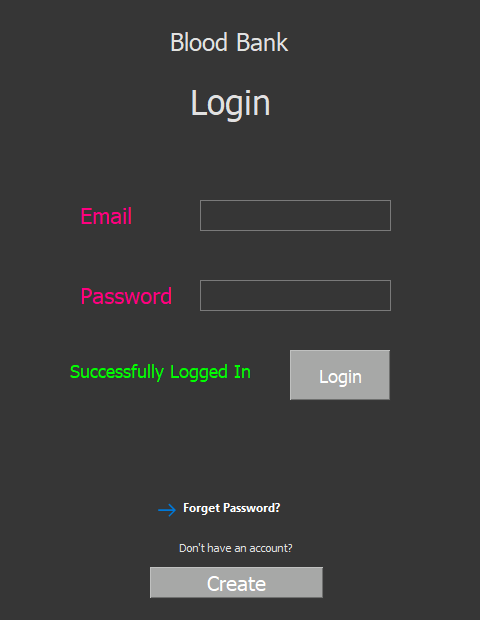 Blood Bank
Login
Email
Password
Successfully Logged In
Login
Forget Password?
Don't have an account?
Create